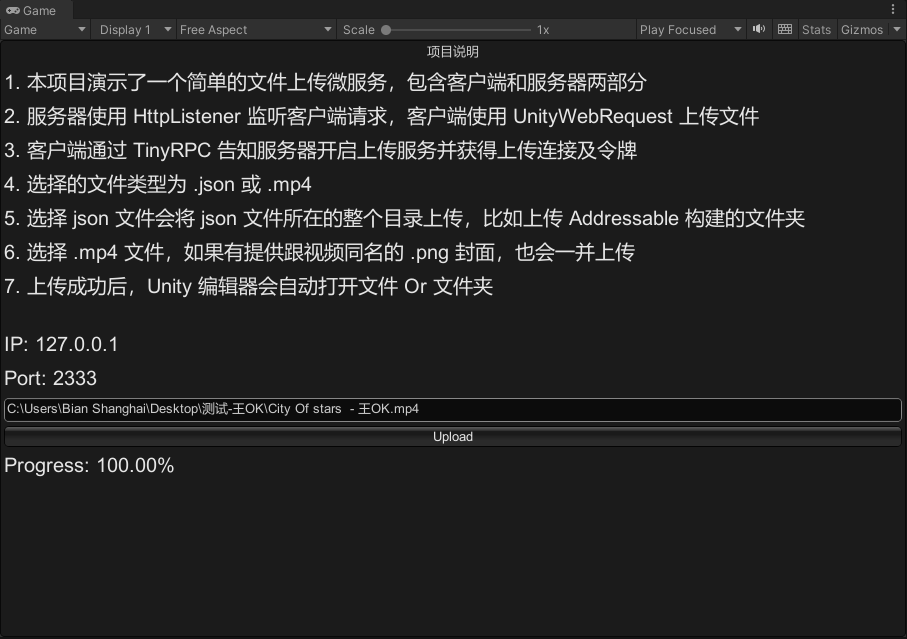 Game
Game Display 1 Free Aspect Scale 1x Play Focused Stats Gizmos
项目说明
1. 本项目演示了一个简单的文件上传微服务，包含客户端和服务器两部分
2. 服务器使用 HttpListener 监听客户端请求，客户端使用 UnityWebRequest 上传文件
3. 客户端通过 TinyRPC 告知服务器开启上传服务并获得上传连接及令牌
4. 选择的文件类型为 .json 或 .mp4
5. 选择 json 文件会将 json 文件所在的整个目录上传，比如上传 Addressable 构建的文件夹
6. 选择 .mp4 文件，如果有提供跟视频同名的 .png 封面，也会一并上传
7. 上传成功后，Unity 编辑器会自动打开文件 Or 文件夹
IP: 127.0.0.1
Port: 2333
C:\Users\Bian Shanghai\Desktop\测试-王OK\City Of stars  - 王OK.mp4
Upload
Progress: 100.00%